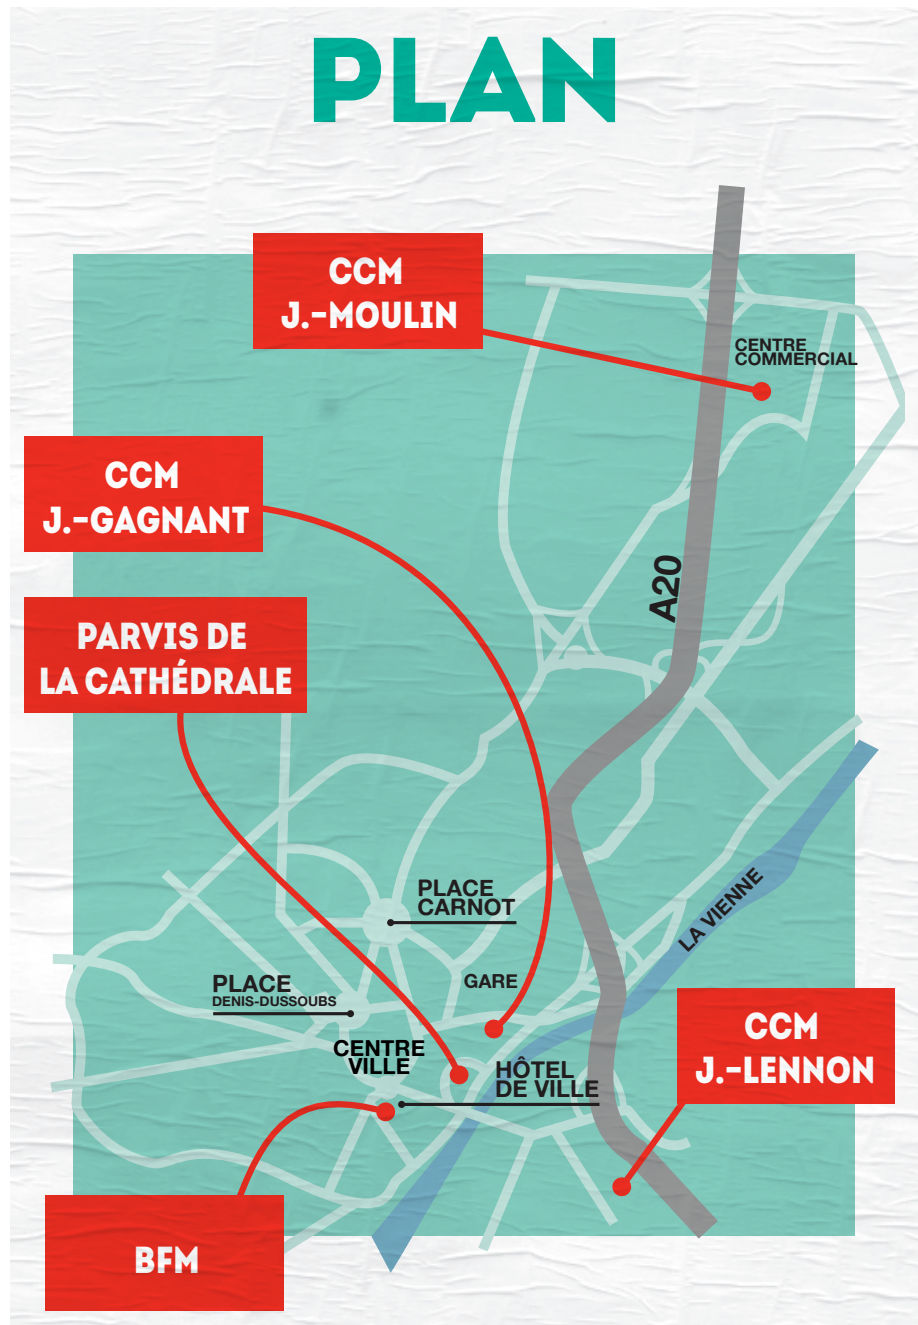 PLAN
CCM
J.-MOULIN
CENTRE
COMMERCIAL
CCM
J.-GAGNANT
A20
PARVIS DE
LA CATHÉDRALE
PLACE
CARNOT
LA VIENNE
GARE
PLACE
DENIS-DUSSOUBS
CCM
J.-LENNON
CENTRE
VILLE
HÔTEL
DE VILLE
BFM